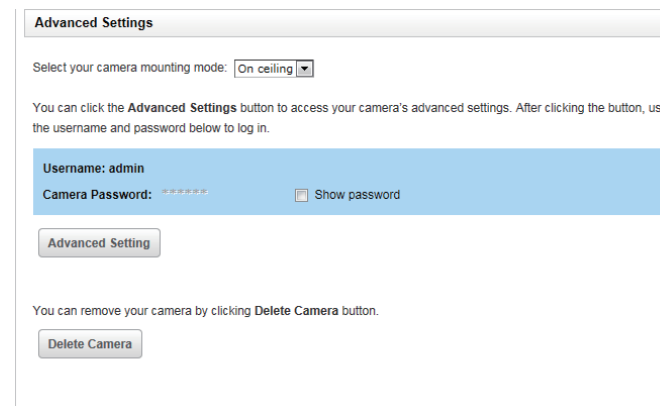 Advanced Settings
Select your camera mounting mode: On ceiling
You can click the Advanced Settings button to access your camera's advanced settings. After clicking the button, us
the username and password below to log in.
Username: admin
Camera Password: ****** Show password
Advanced Setting
You can remove your camera by clicking Delete Camera button.
Delete Camera